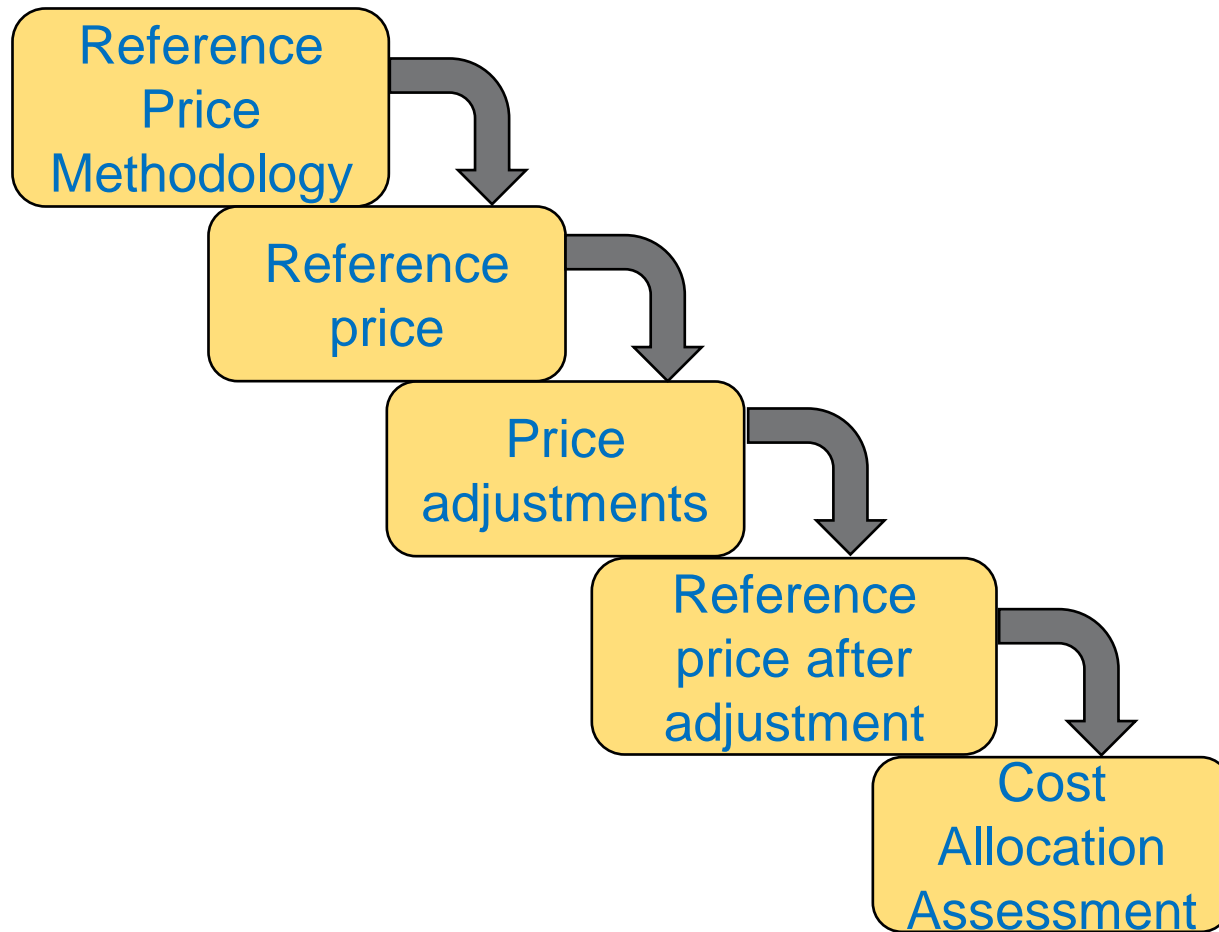 Reference
Price
Methodology
Reference
price
Price
adjustments
Reference
price after
adjustment
Cost
Allocation
Assessment